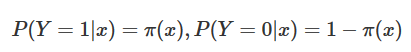 P(Y = 1|x) = π(x), P(Y = 0|x) = 1 − π(x)